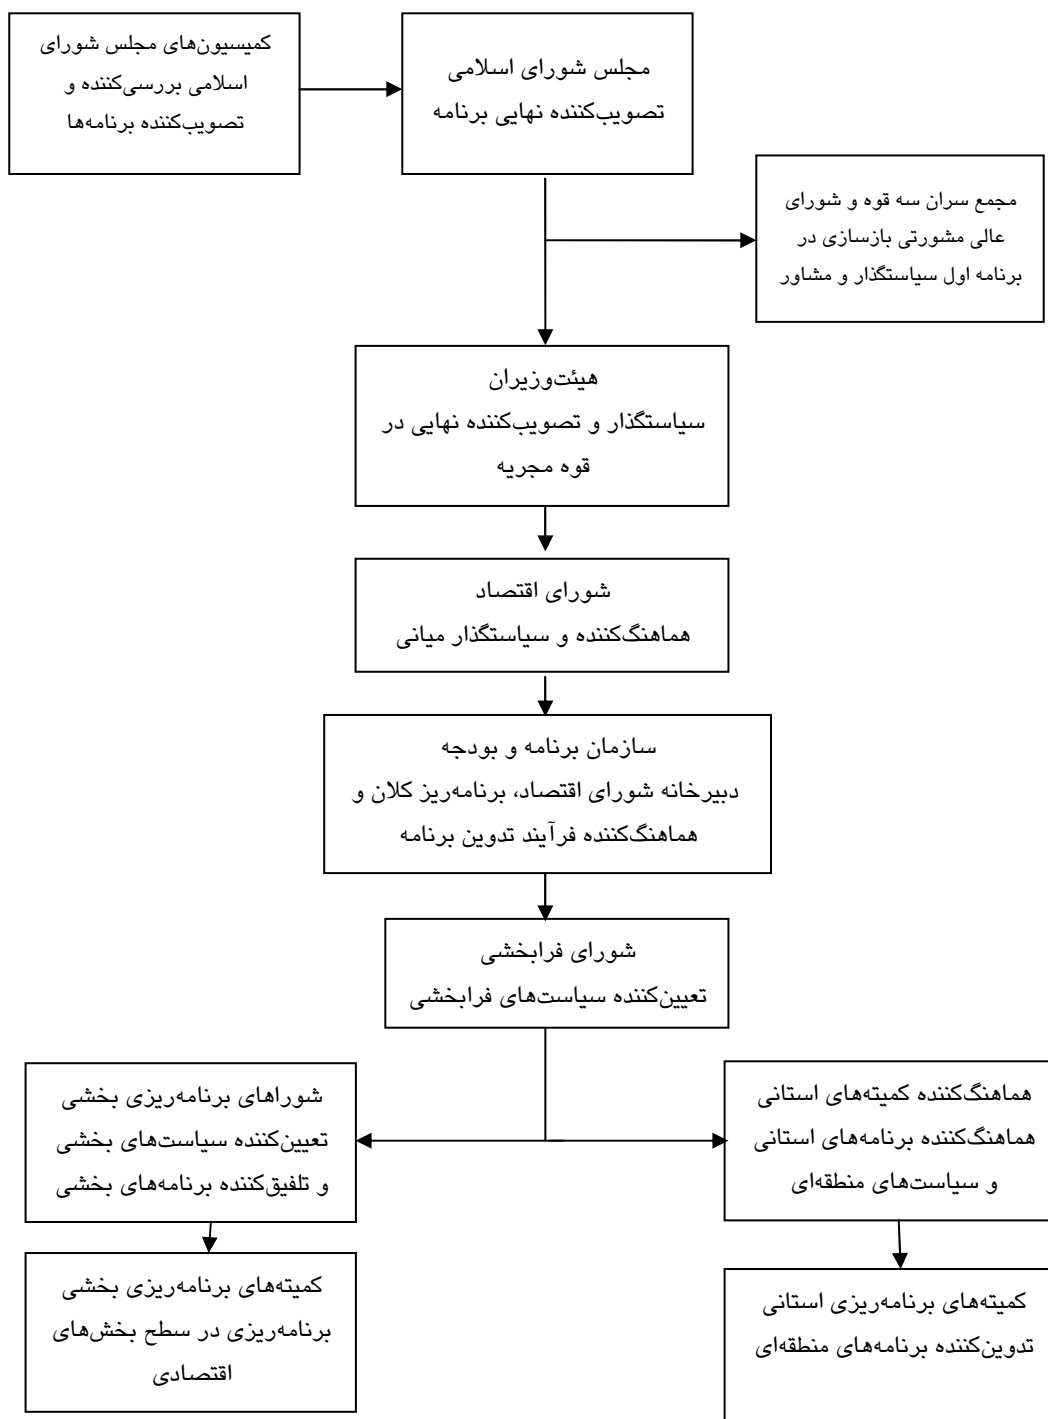 کمیسیون‌های مجلس شورای
اسلامی بررسی‌کننده و
تصویب‌کننده برنامه‌ها
مجلس شورای اسلامی
تصویب‌کننده نهایی برنامه
مجمع سران سه قوه و شورای
عالی مشورتی بازسازی در
برنامه اول سیاستگذار و مشاور
هیئت‌وزیران
سیاستگذار و تصویب‌کننده نهایی در
قوه مجریه
شورای اقتصاد
هماهنگ‌کننده و سیاستگذار میانی
سازمان برنامه و بودجه
دبیرخانه شورای اقتصاد، برنامه‌ریز کلان و
هماهنگ‌کننده فرآیند تدوین برنامه
شورای فرابخشی
تعیین‌کننده سیاست‌های فرابخشی
هماهنگ‌کننده کمیته‌های استانی
هماهنگ‌کننده برنامه‌های استانی
و سیاست‌های منطقه‌ای
شوراهای برنامه‌ریزی بخشی
تعیین‌کننده سیاست‌های بخشی
و تلفیق‌کننده برنامه‌های بخشی
کمیته‌های برنامه‌ریزی استانی
تدوین‌کننده برنامه‌های منطقه‌ای
کمیته‌های برنامه‌ریزی بخشی
برنامه‌ریزی در سطح بخش‌های
اقتصادی